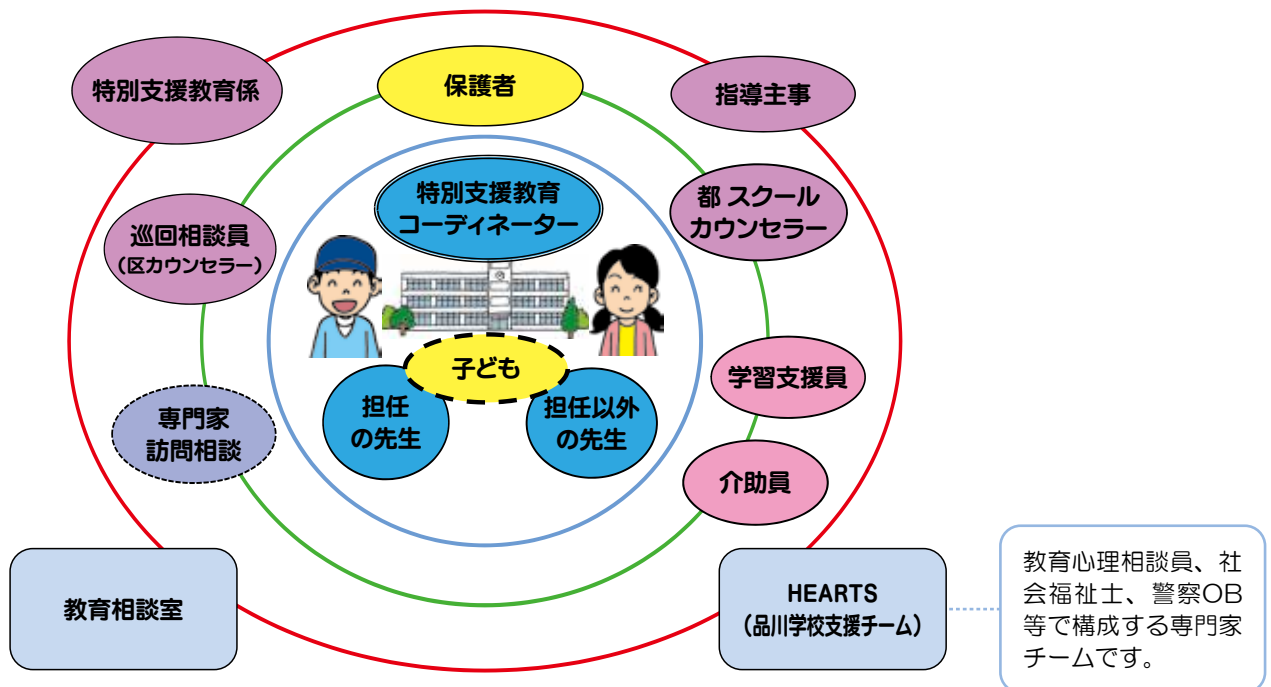 特別支援教育係
保護者
指導主事
特別支援教育
コーディネーター
都 スクール
カウンセラー
巡回相談員
（区カウンセラー）
子ども
学習支援員
担任
の先生
担任以外
の先生
専門家
訪問相談
介助員
教育相談室
HEARTS
（品川学校支援チーム）
教育心理相談員、社
会福祉士、警察OB
等で構成する専門家
チームです。